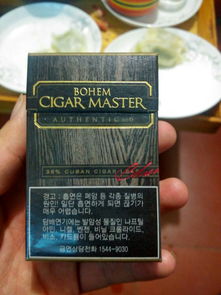 BOHEM
CIGAR MASTER
AUTHENTIC 6
36% CUBAN CIGAR LEAF
경고 : 흡연은 폐암 등 각종 질병의
원인! 일단 흡연하게 되면 끊기가
매우 어렵습니다.
담배연기에는 발암성 물질인 나프틸
아민, 니켈, 벤젠, 비닐 크롤라이드,
비소, 카드뮴이 들어있습니다.
금연상담전화 1544-9030